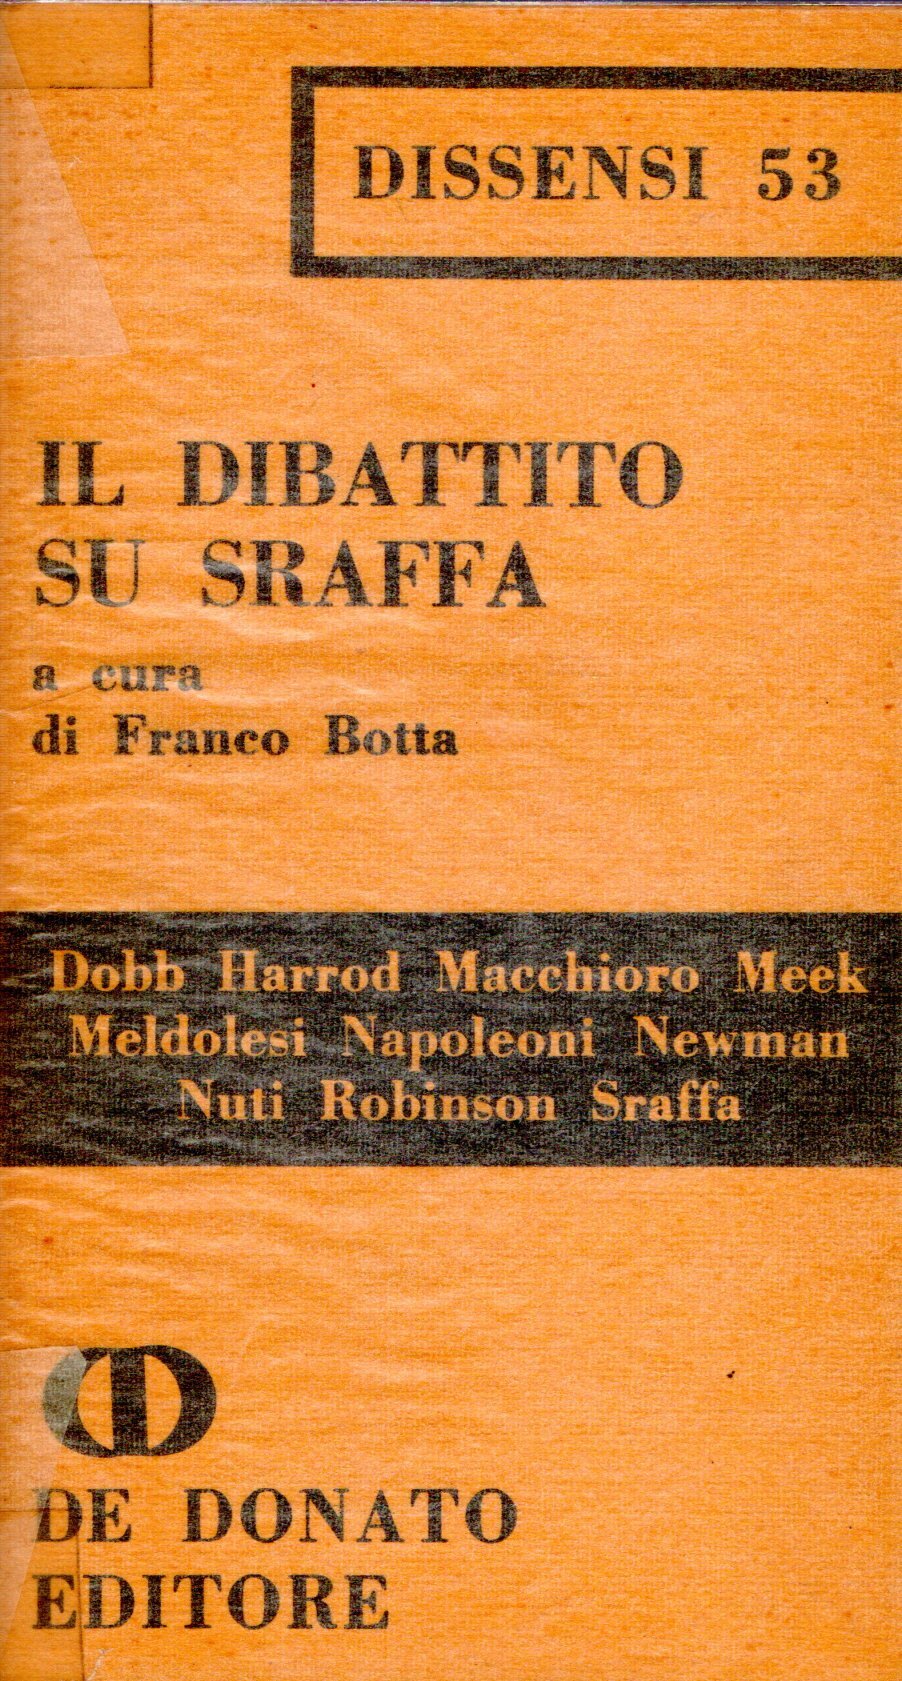 DISSENSI 53
IL DIBATTITO
SU SRAFFA
a cura
di Franco Botta
Dobb Harrod Macchioro Meek
Meldolesi Napoleoni Newman
Nuti Robinson Sraffa
DE DONATO
EDITORE